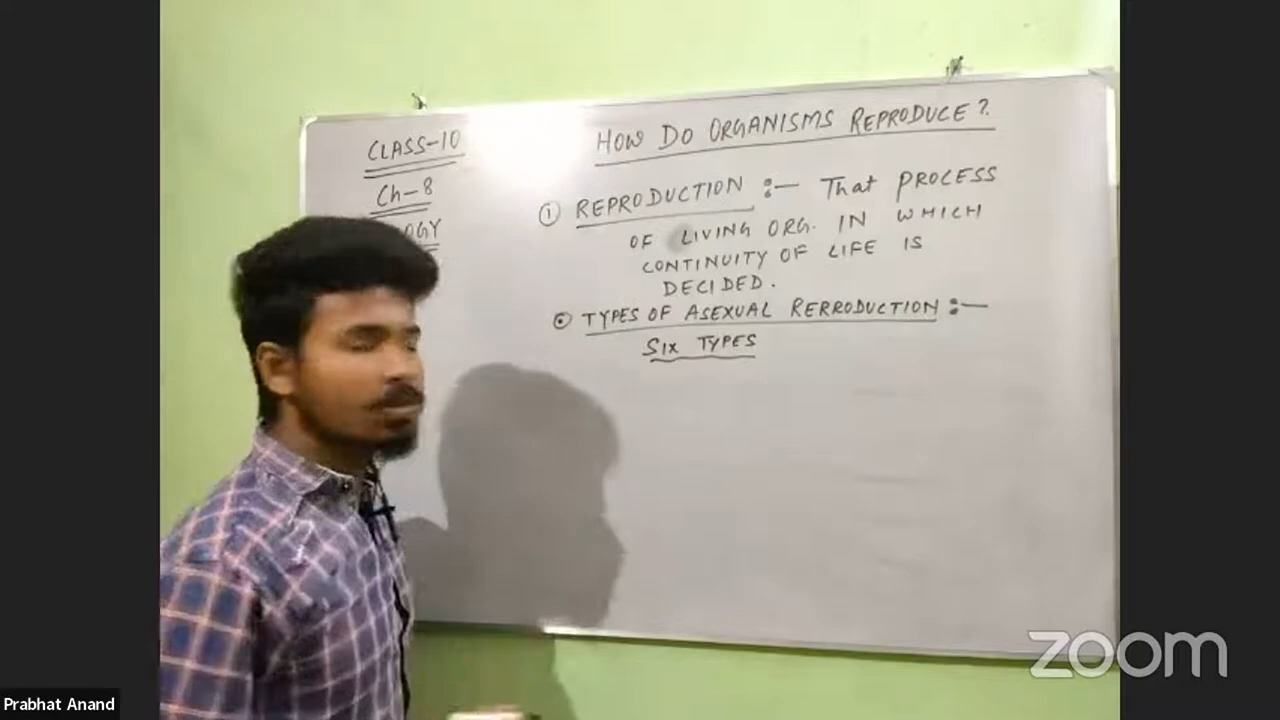 CLASS-10
Ch-8
OGY
HOW DO ORGANISMS REPRODUCE?
① REPRODUCTION :— That PROCESS
OF LIVING ORG. IN WHICH
CONTINUITY OF LIFE IS
DECIDED.
TYPES OF ASEXUAL RERRODUCTION :—
SIX TYPES
zoom
Prabhat Anand